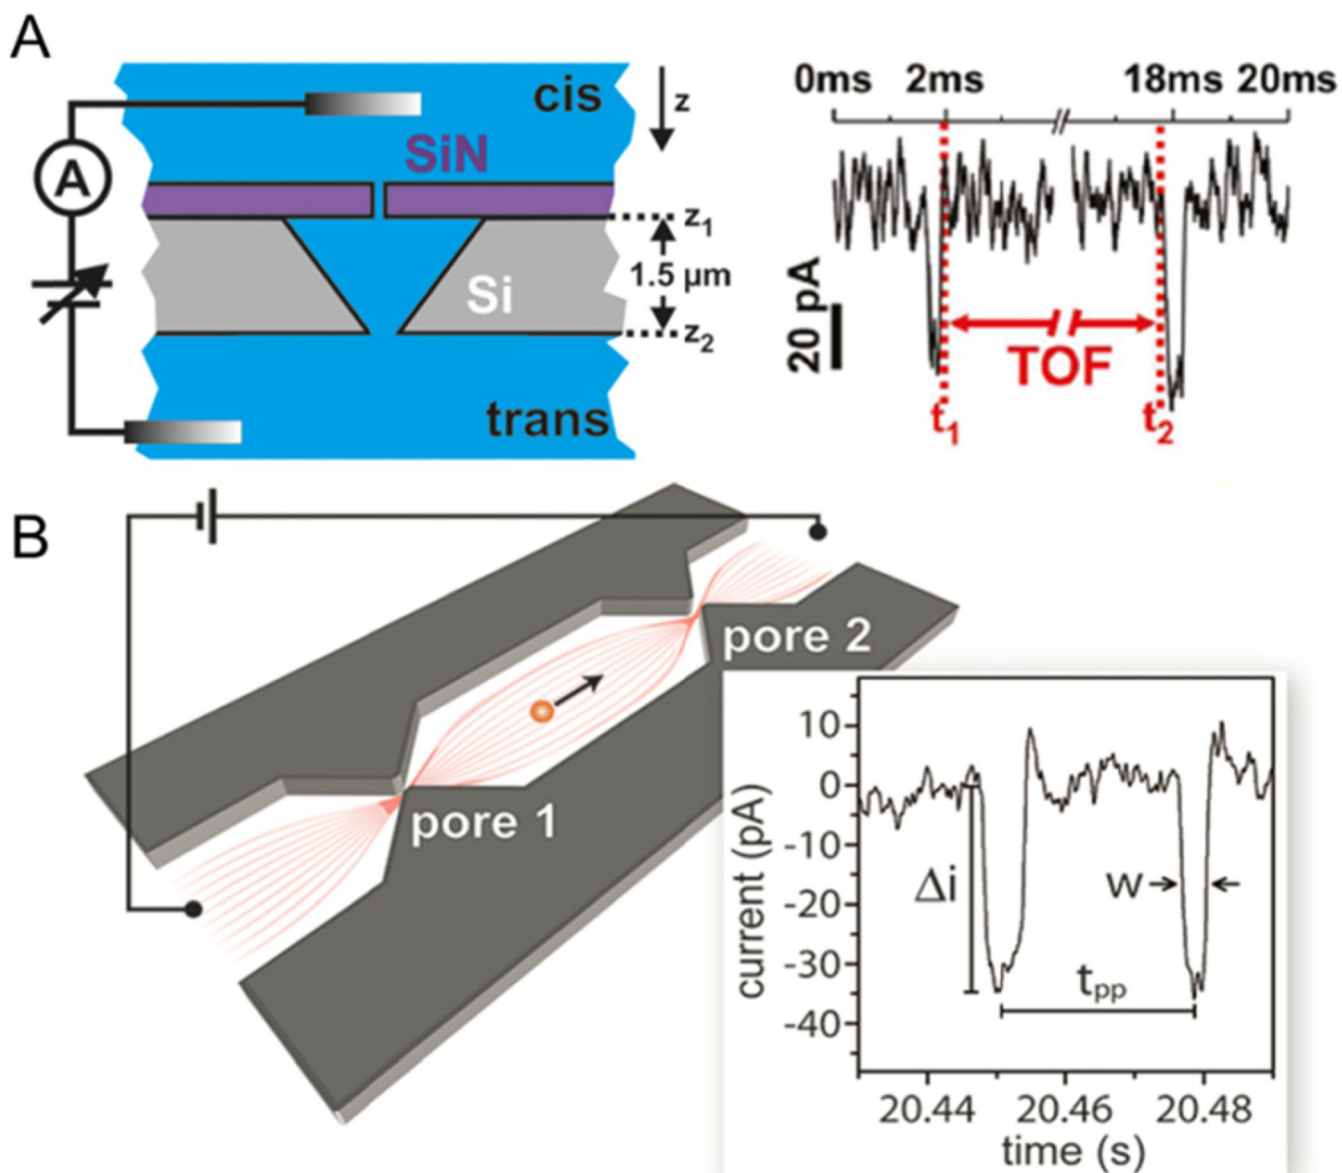 A
cis
z
SiN
A
z1
1.5 µm
Si
z2
trans
0ms 2ms 18ms 20ms
20 pA
TOF
t1
t2
B
pore 2
pore 1
current (pA)
10
0
-10
-20
-30
-40
Δi
w
tpp
20.44 20.46 20.48
time (s)